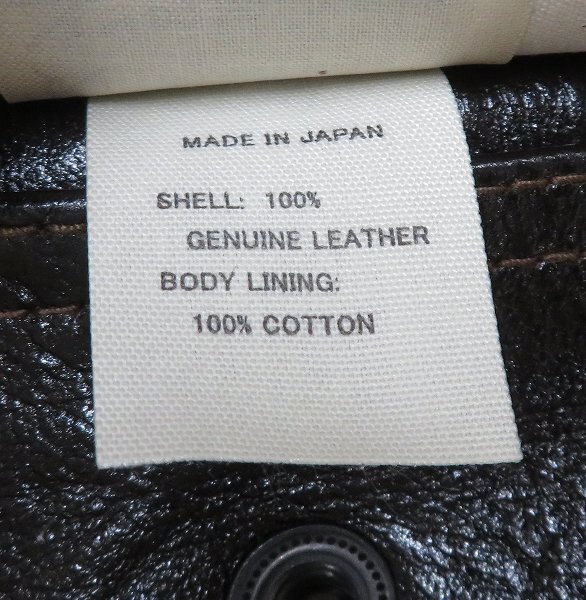 MADE IN JAPAN
SHELL: 100%
GENUINE LEATHER
BODY LINING:
100% COTTON